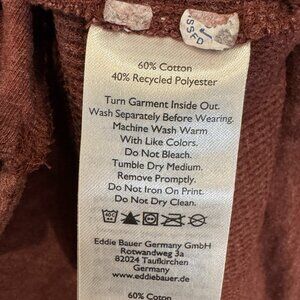 SSFD
60% Cotton
40% Recycled Polyester
Turn Garment Inside Out.
Wash Separately Before Wearing.
Machine Wash Warm
With Like Colors.
Do Not Bleach.
Tumble Dry Medium.
Remove Promptly.
Do Not Iron On Print.
Do Not Dry Clean.
Eddie Bauer Germany GmbH
Rotwandweg 3a
82024 Taufkirchen
Germany
www.eddiebauer.de
60% Coton